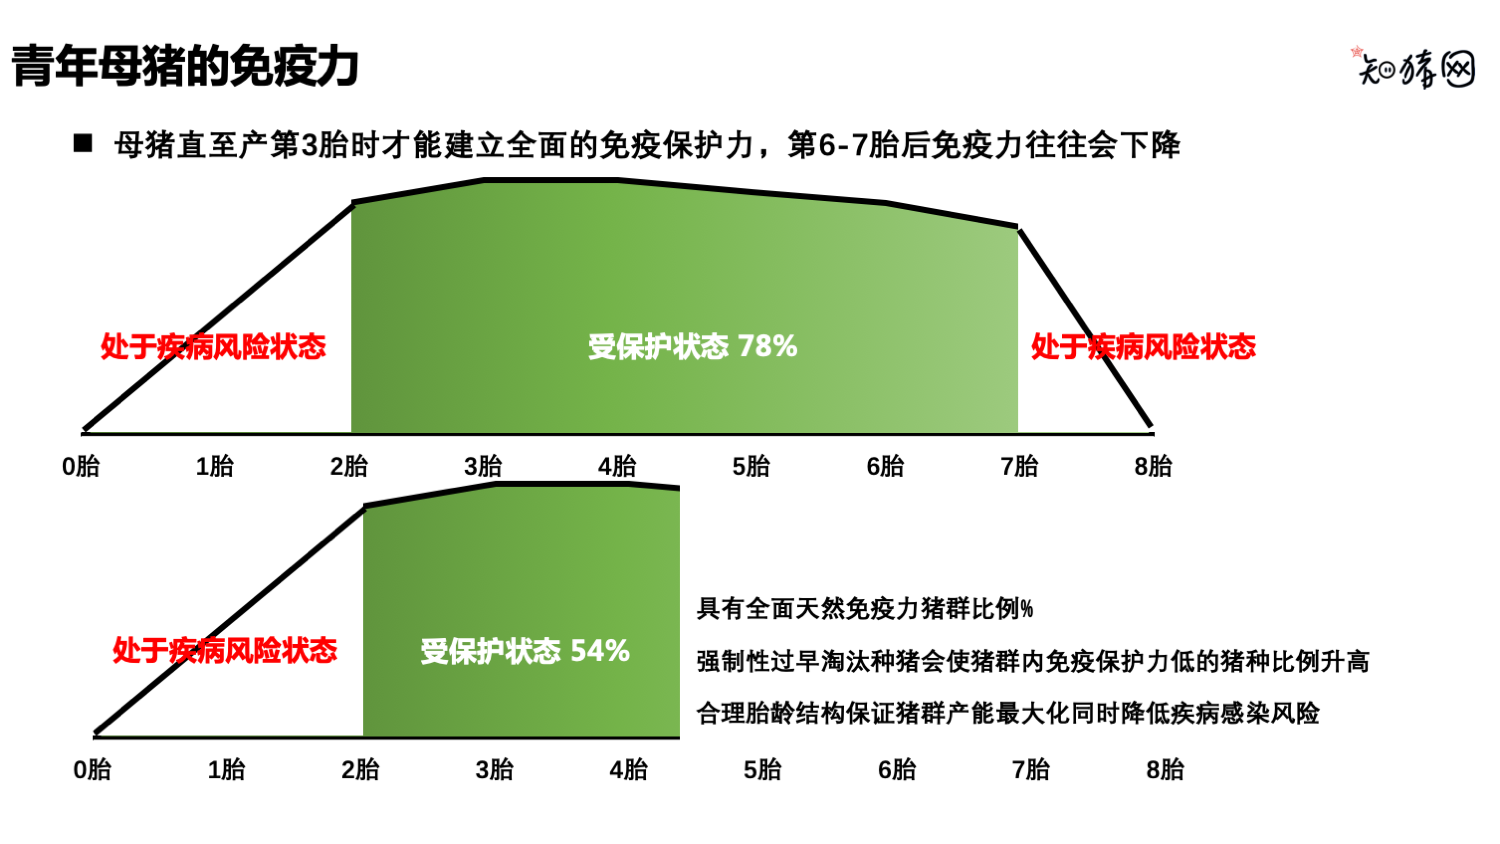 青年母猪的免疫力
知猪网
■ 母猪直至产第3胎时才能建立全面的免疫保护力，第6-7胎后免疫力往往会下降
处于疾病风险状态
受保护状态 78%
处于疾病风险状态
0胎 1胎 2胎 3胎 4胎 5胎 6胎 7胎 8胎
处于疾病风险状态
受保护状态 54%
具有全面天然免疫力猪群比例%
强制性过早淘汰种猪会使猪群内免疫保护力低的猪种比例升高
合理胎龄结构保证猪群产能最大化同时降低疾病感染风险
0胎 1胎 2胎 3胎 4胎 5胎 6胎 7胎 8胎